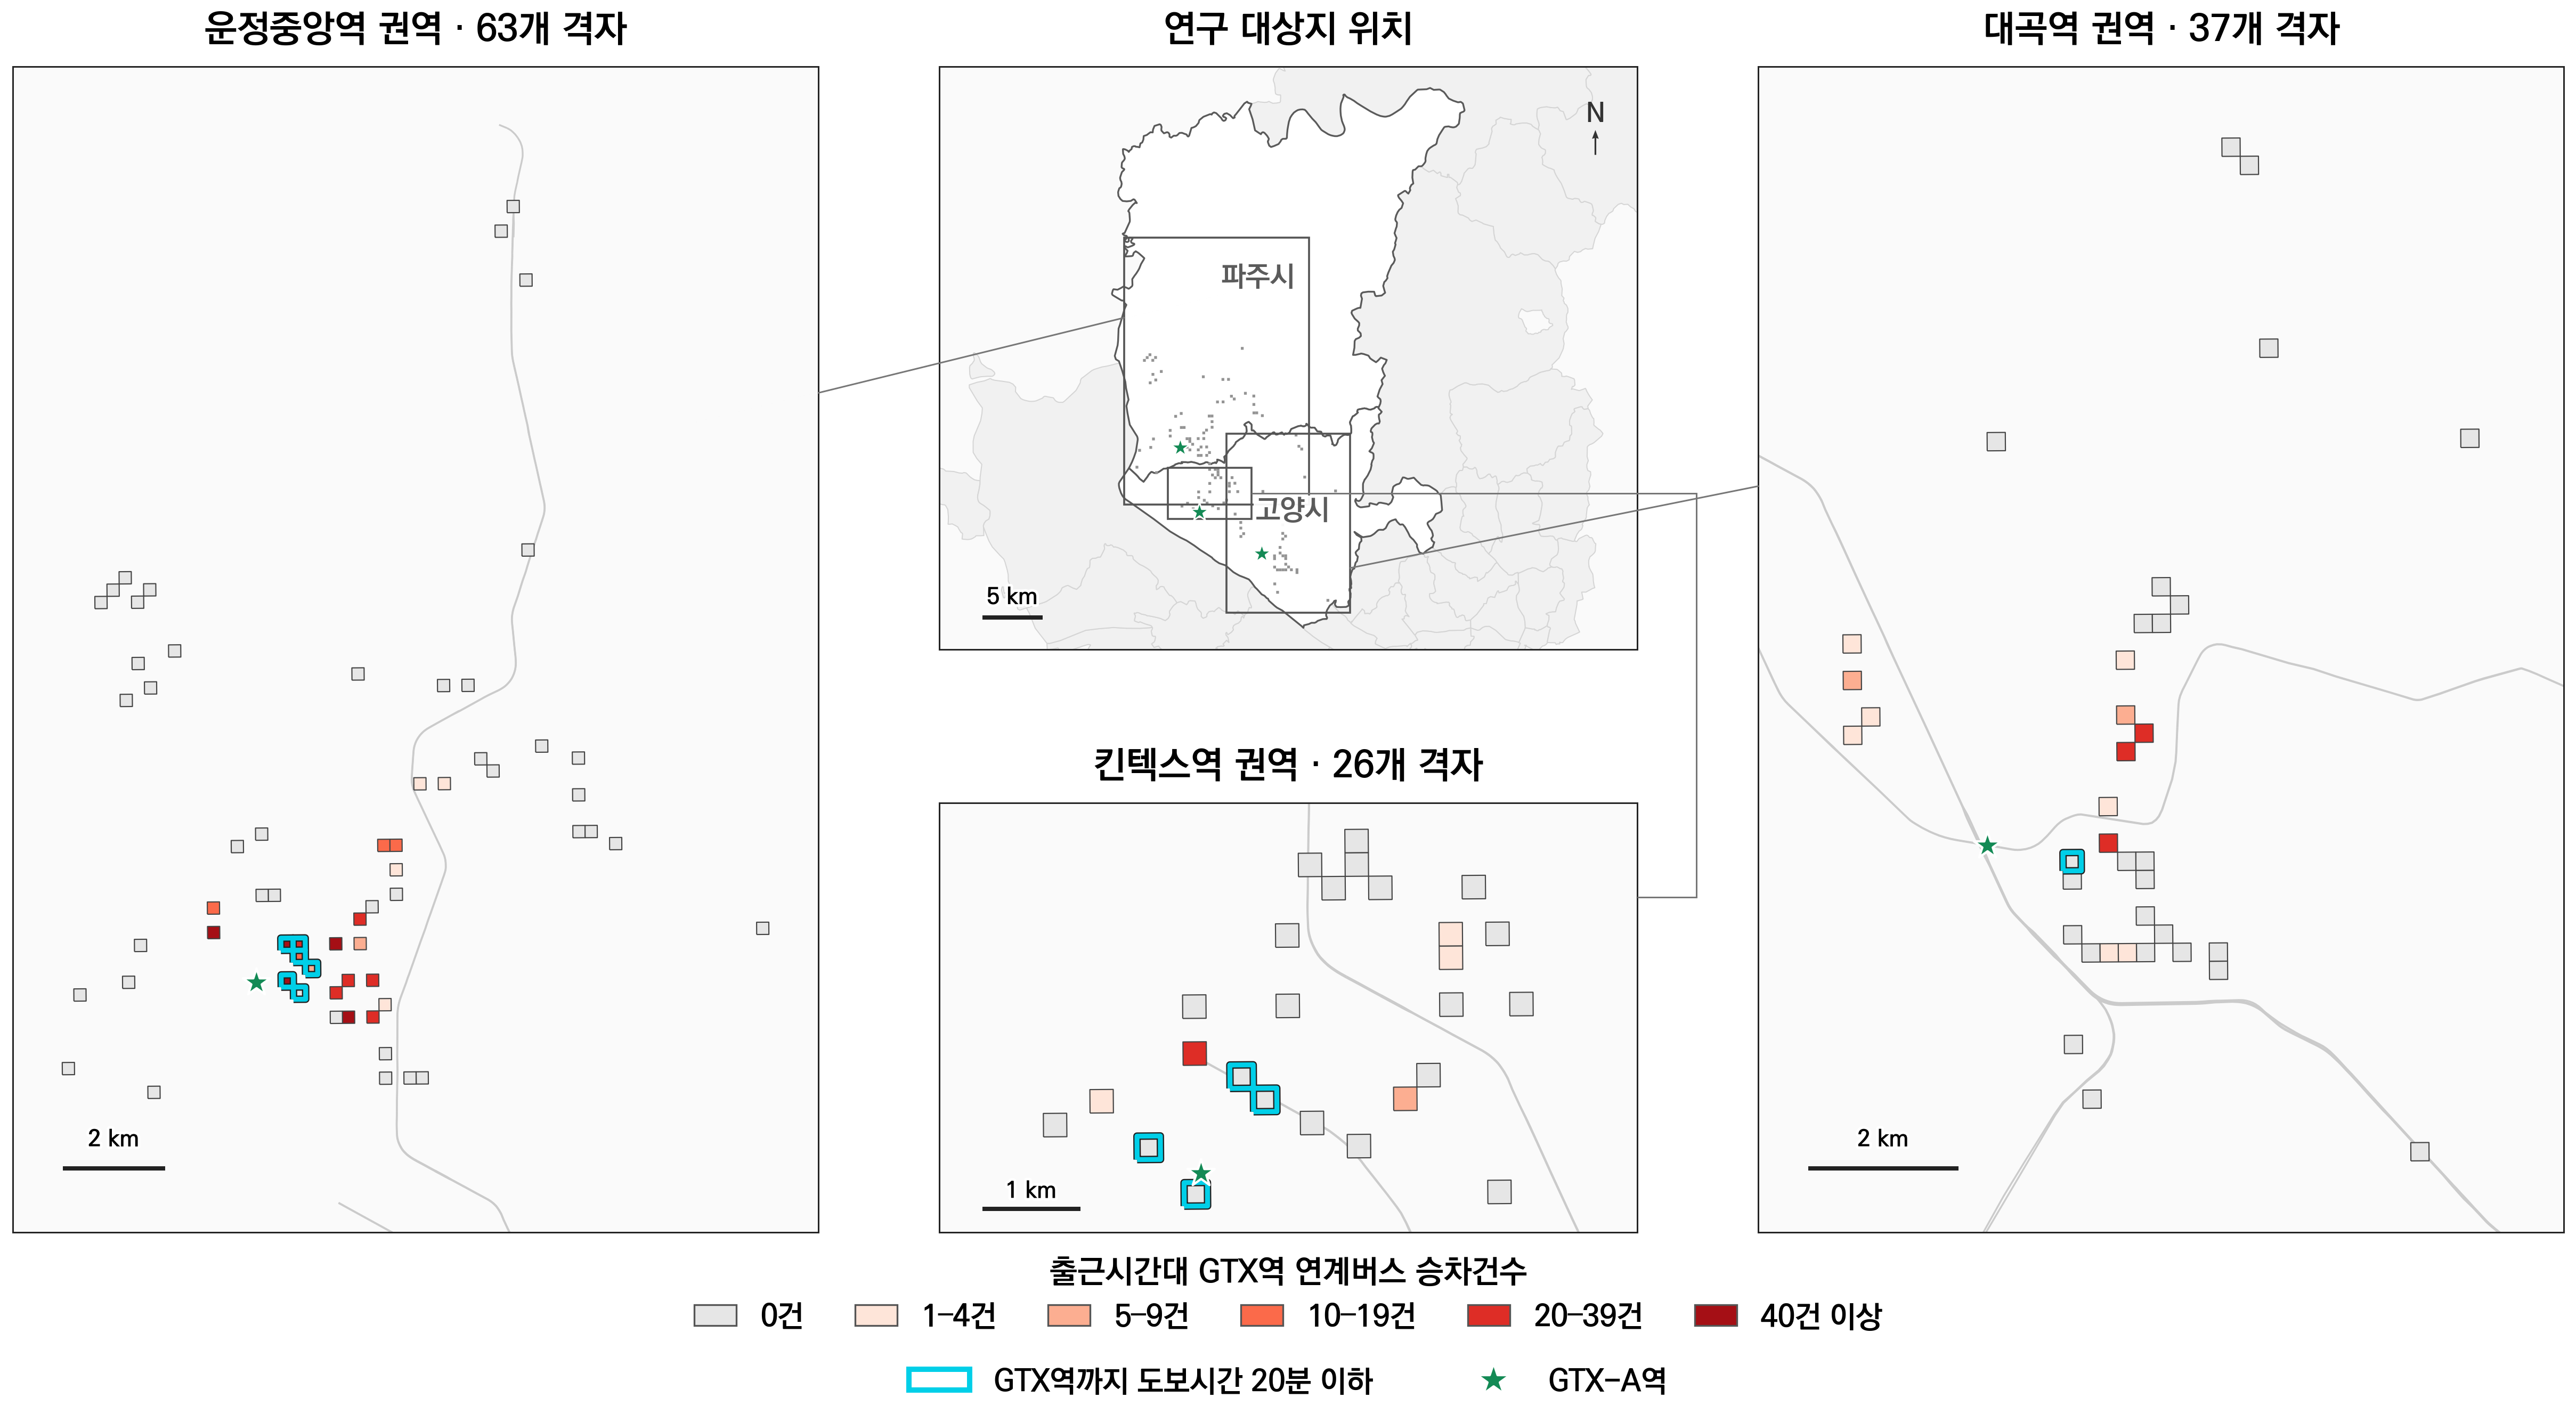 운정중앙역 권역 · 63개 격자
연구 대상지 위치
대곡역 권역 · 37개 격자
N
파주시
고양시
5 km
킨텍스역 권역 · 26개 격자
2 km
1 km
2 km
출근시간대 GTX역 연계버스 승차건수
0건 1–4건 5–9건 10–19건 20–39건 40건 이상
GTX역까지 도보시간 20분 이하 GTX–A역